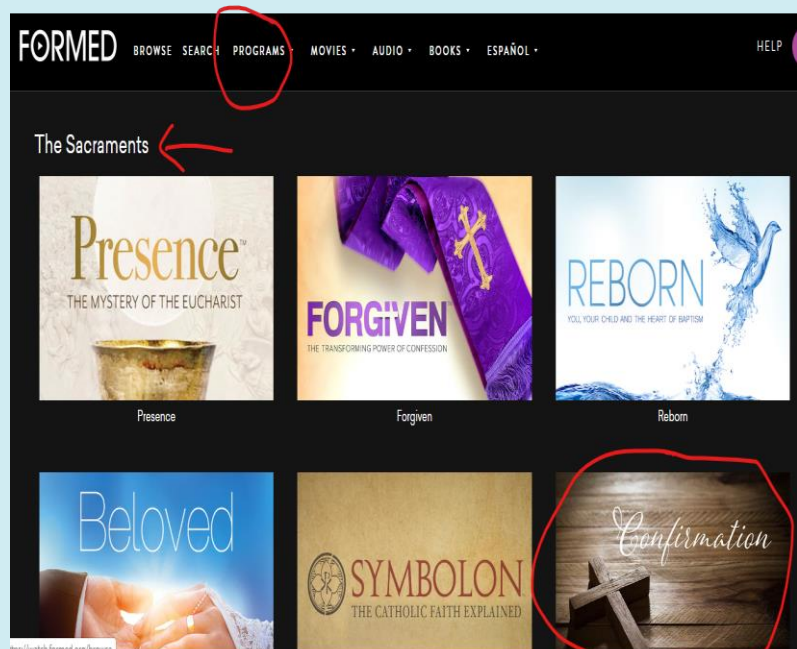 FORMED BROWSE SEARCH PROGRAMS MOVIES AUDIO BOOKS ESPAÑOL HELP
The Sacraments
Presence™
THE MYSTERY OF THE EUCHARIST
FORGiVEN
THE TRANSFORMING POWER OF CONFESSION
REBORN
YOU, YOUR CHILD AND THE HEART OF BAPTISM
Presence
Forgiven
Reborn
Beloved
SYMBOLON
THE CATHOLIC FAITH EXPLAINED
Confirmation